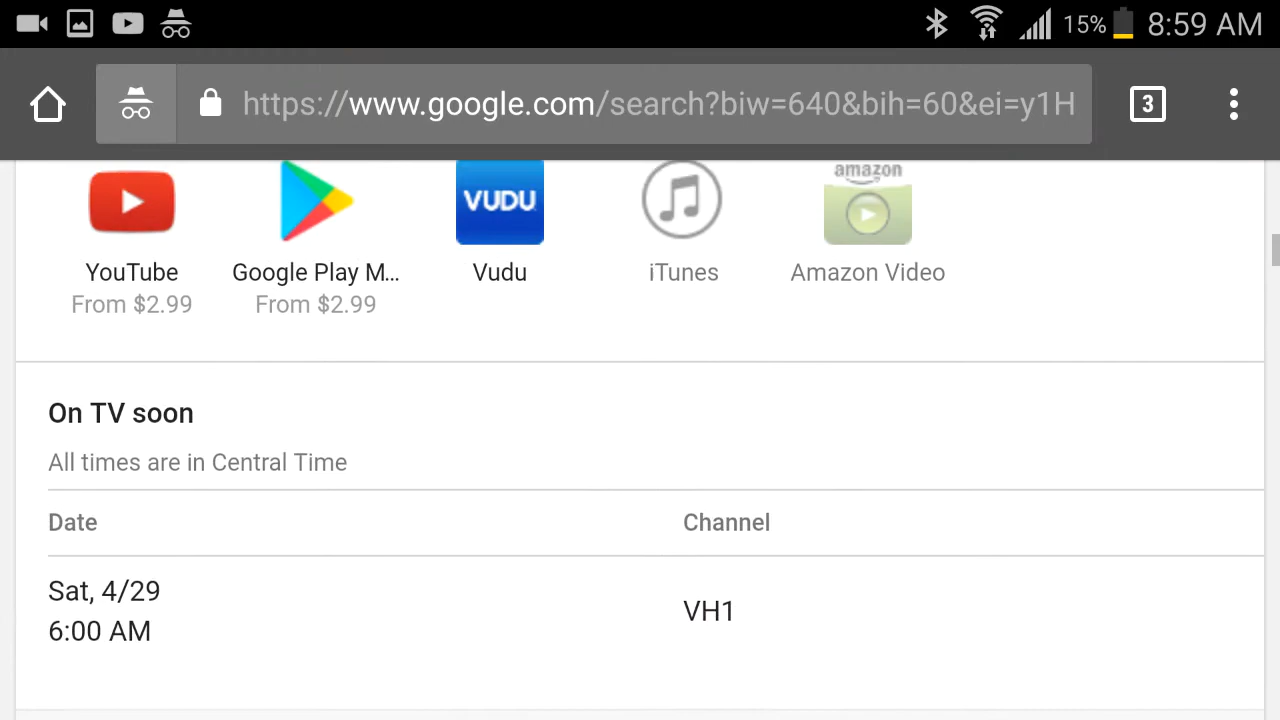 15% 8:59 AM
https://www.google.com/search?biw=640&bih=60&ei=y1H 3
VUDU amazon
YouTube Google Play M... Vudu iTunes Amazon Video
From $2.99 From $2.99
On TV soon
All times are in Central Time
Date Channel
Sat, 4/29
6:00 AM VH1